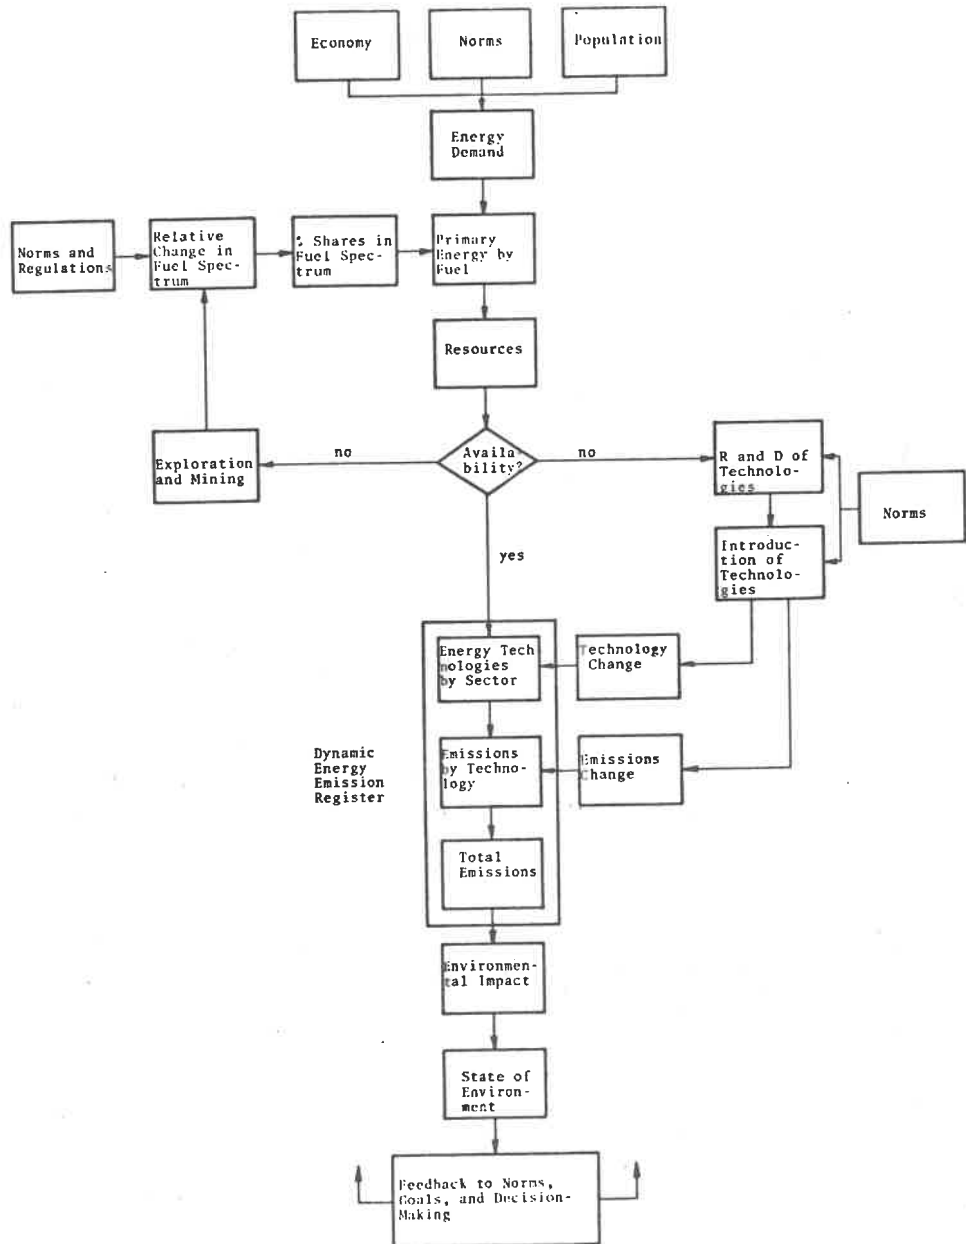 Economy
Norms
Population
Energy
Demand
Norms and
Regulations
Relative
Change in
Fuel Spec-
trum
% Shares in
Fuel Spec-
trum
Primary
Energy by
Fuel
Resources
Availa-
bility?
no
no
Exploration
and Mining
R and D of
Technolo-
gies
Norms
Introduc-
tion of
Technolo-
gies
yes
Energy Tech
nologies
by Sector
Technology
Change
Dynamic
Energy
Emission
Register
Emissions
by Techno-
logy
Emissions
Change
Total
Emissions
Environmen-
tal Impact
State of
Environ-
ment
Feedback to Norms,
Goals, and Decision-
Making